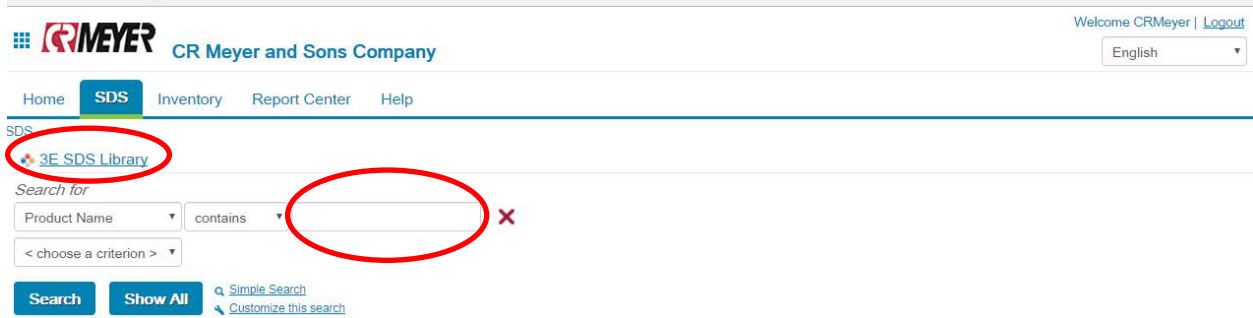 Welcome CRMeyer | Logout
CRMEYER CR Meyer and Sons Company
English
Home SDS Inventory Report Center Help
SDS
3E SDS Library
Search for
Product Name contains
< choose a criterion >
Search Show All Simple Search
Customize this search